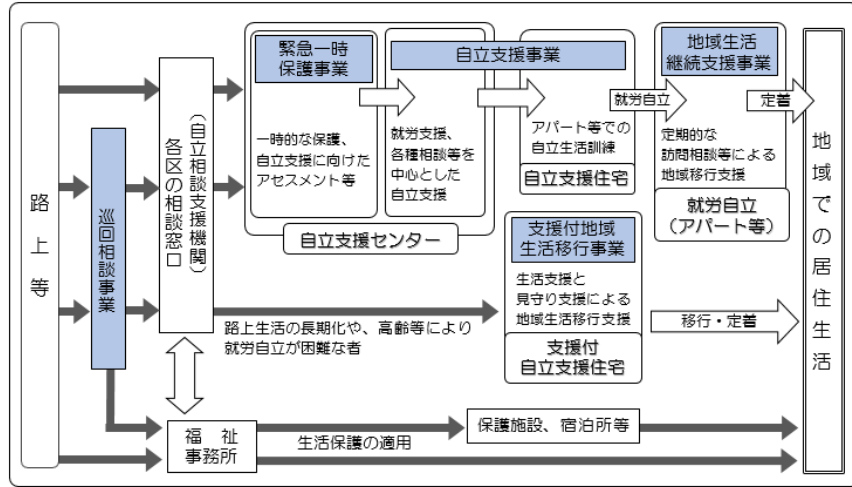 路上等
巡回相談事業
各区の相談窓口
（自立相談支援機関）
緊急一時
保護事業
一時的な保護、
自立支援に向けた
アセスメント等
自立支援事業
就労支援、
各種相談等を
中心とした
自立支援
自立支援センター
アパート等での
自立生活訓練
自立支援住宅
就労自立
地域生活
継続支援事業
定期的な
訪問相談等による
地域移行支援
就労自立
（アパート等）
定着
支援付地域
生活移行事業
生活支援と
見守り支援による
地域生活移行支援
支援付
自立支援住宅
路上生活の長期化や、高齢等により
就労自立が困難な者
移行・定着
福　祉
事務所
生活保護の適用
保護施設、宿泊所等
地域での居住生活